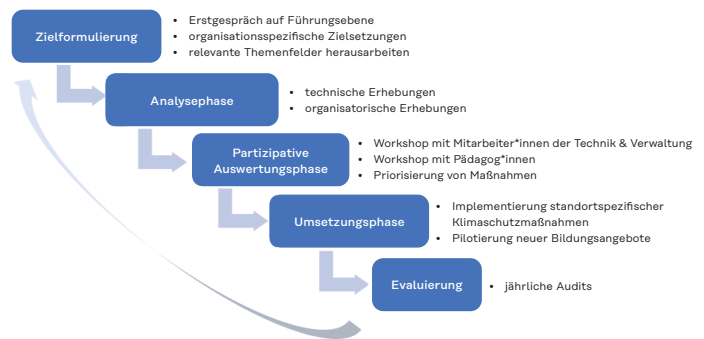 Zielformulierung
• Erstgespräch auf Führungsebene
• organisationsspezifische Zielsetzungen
• relevante Themenfelder herausarbeiten
Analysephase
• technische Erhebungen
• organisatorische Erhebungen
Partizipative
Auswertungsphase
• Workshop mit Mitarbeiter*innen der Technik & Verwaltung
• Workshop mit Pädagog*innen
• Priorisierung von Maßnahmen
Umsetzungsphase
• Implementierung standortspezifischer
Klimaschutzmaßnahmen
• Pilotierung neuer Bildungsangebote
Evaluierung
• jährliche Audits